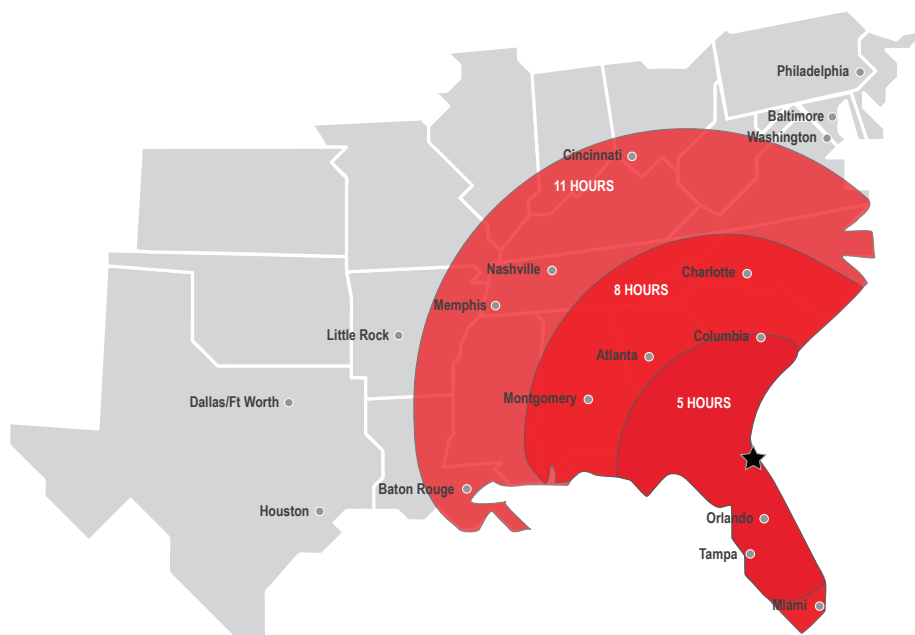 Philadelphia
Baltimore
Washington
Cincinnati
11 HOURS
Nashville
Charlotte
8 HOURS
Memphis
Little Rock
Columbia
Atlanta
Dallas/Ft Worth
Montgomery
5 HOURS
Baton Rouge
Houston
Orlando
Tampa
Miami